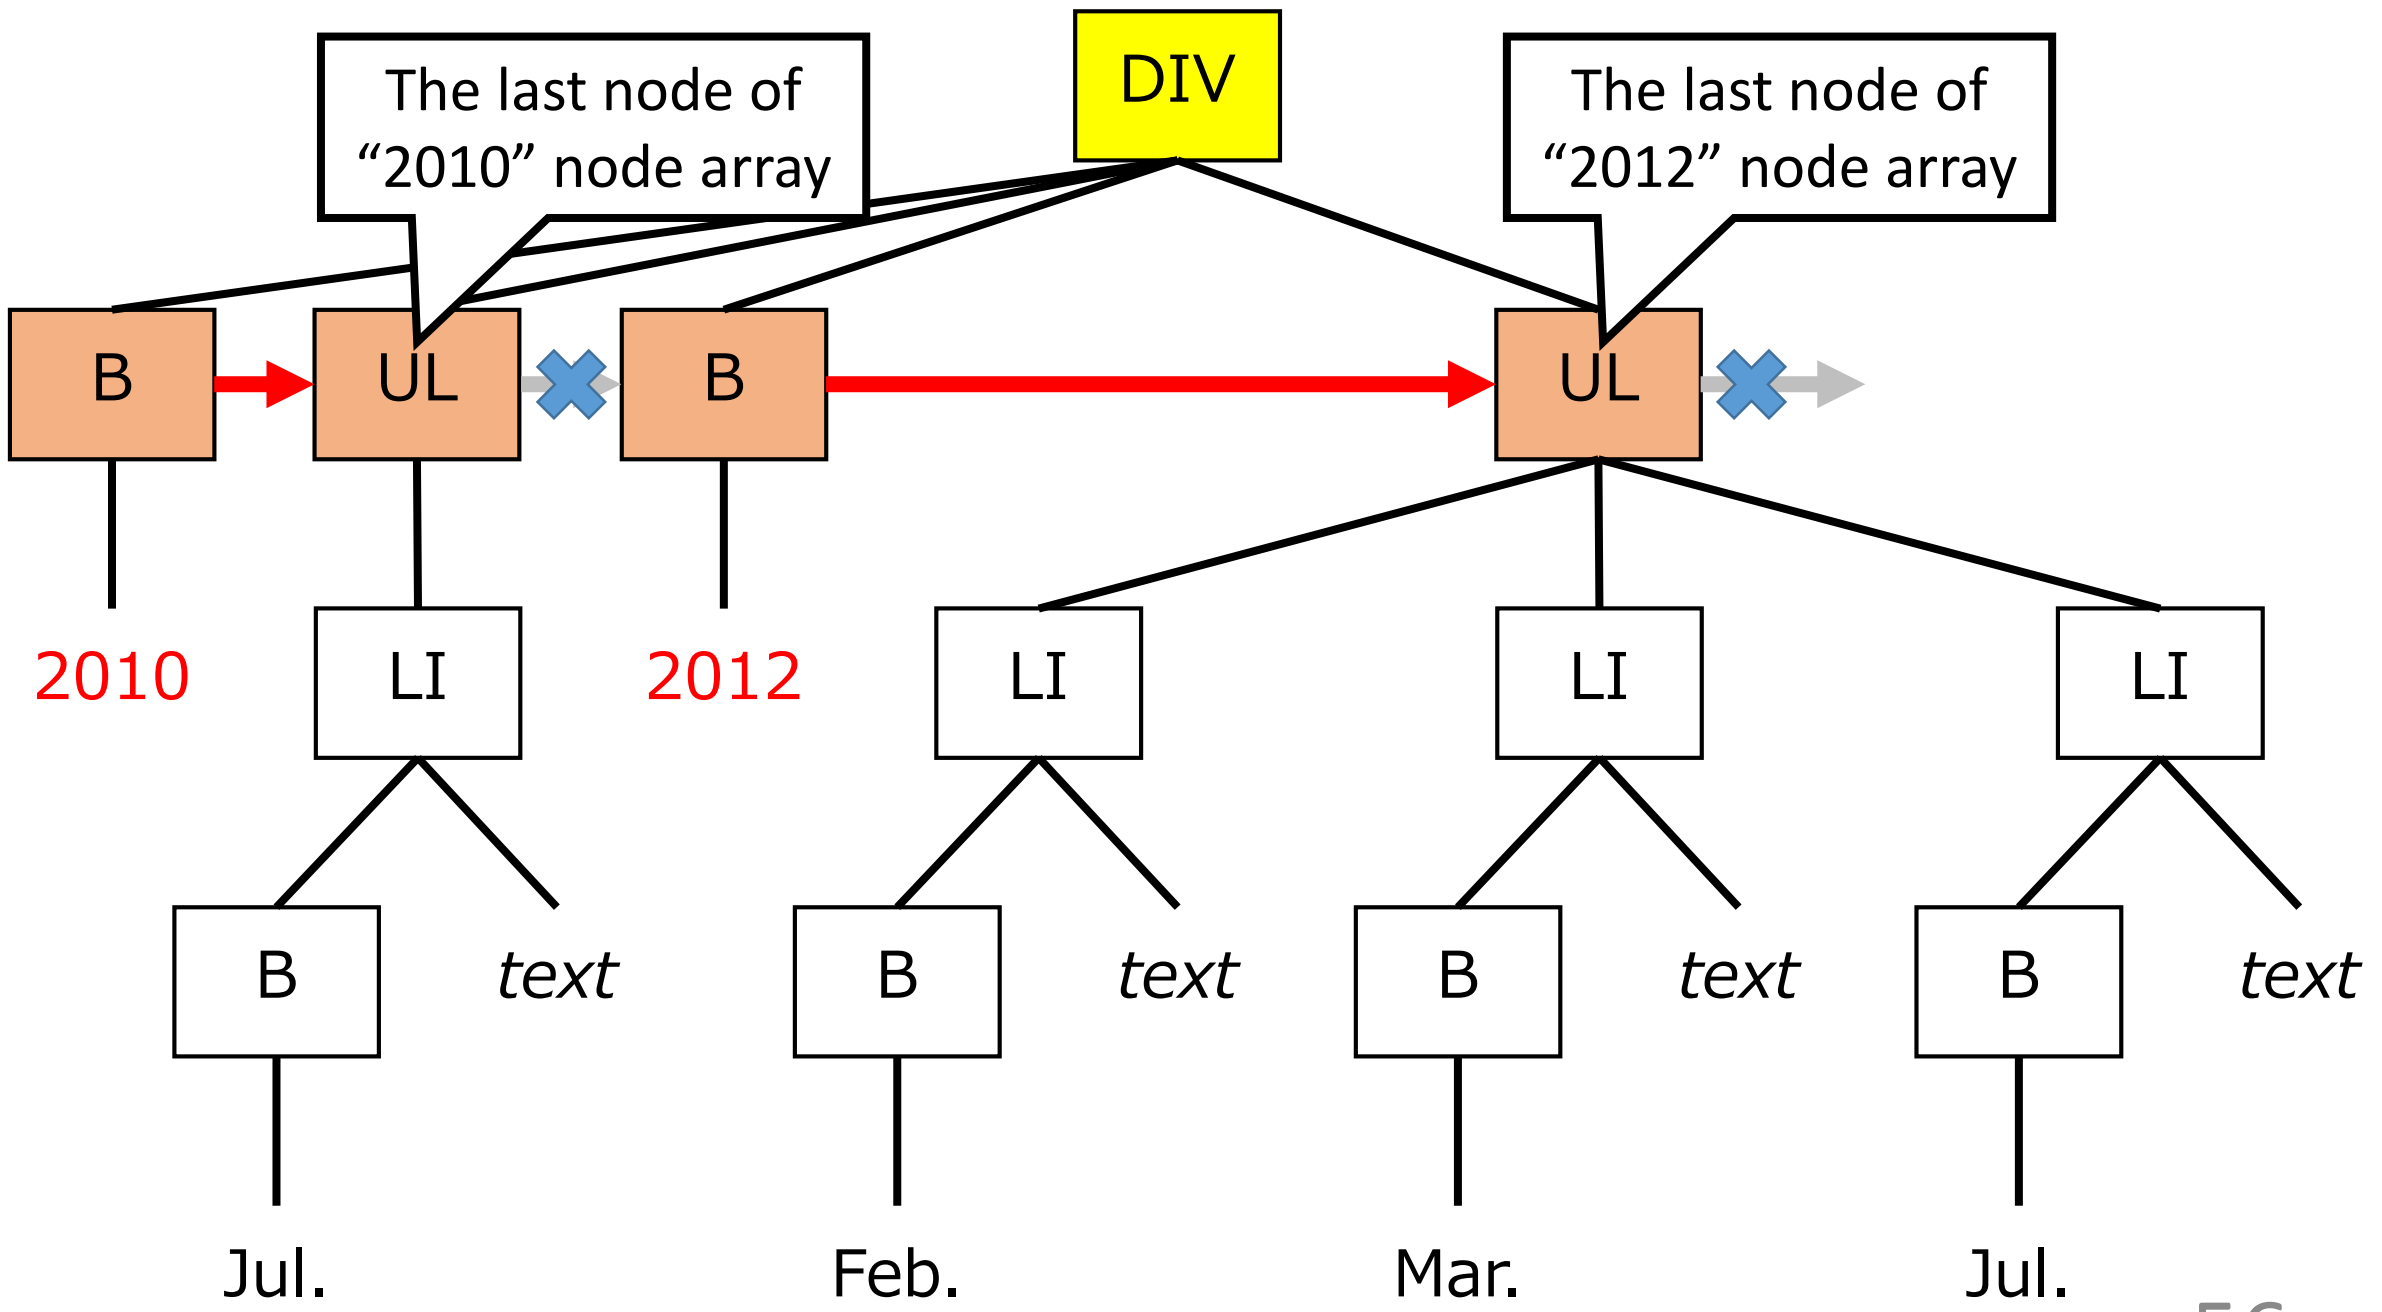 DIV
The last node of
“2010” node array
The last node of
“2012” node array
B
UL
B
UL
2010
LI
2012
LI
LI
LI
B
text
B
text
B
text
B
text
Jul.
Feb.
Mar.
Jul.